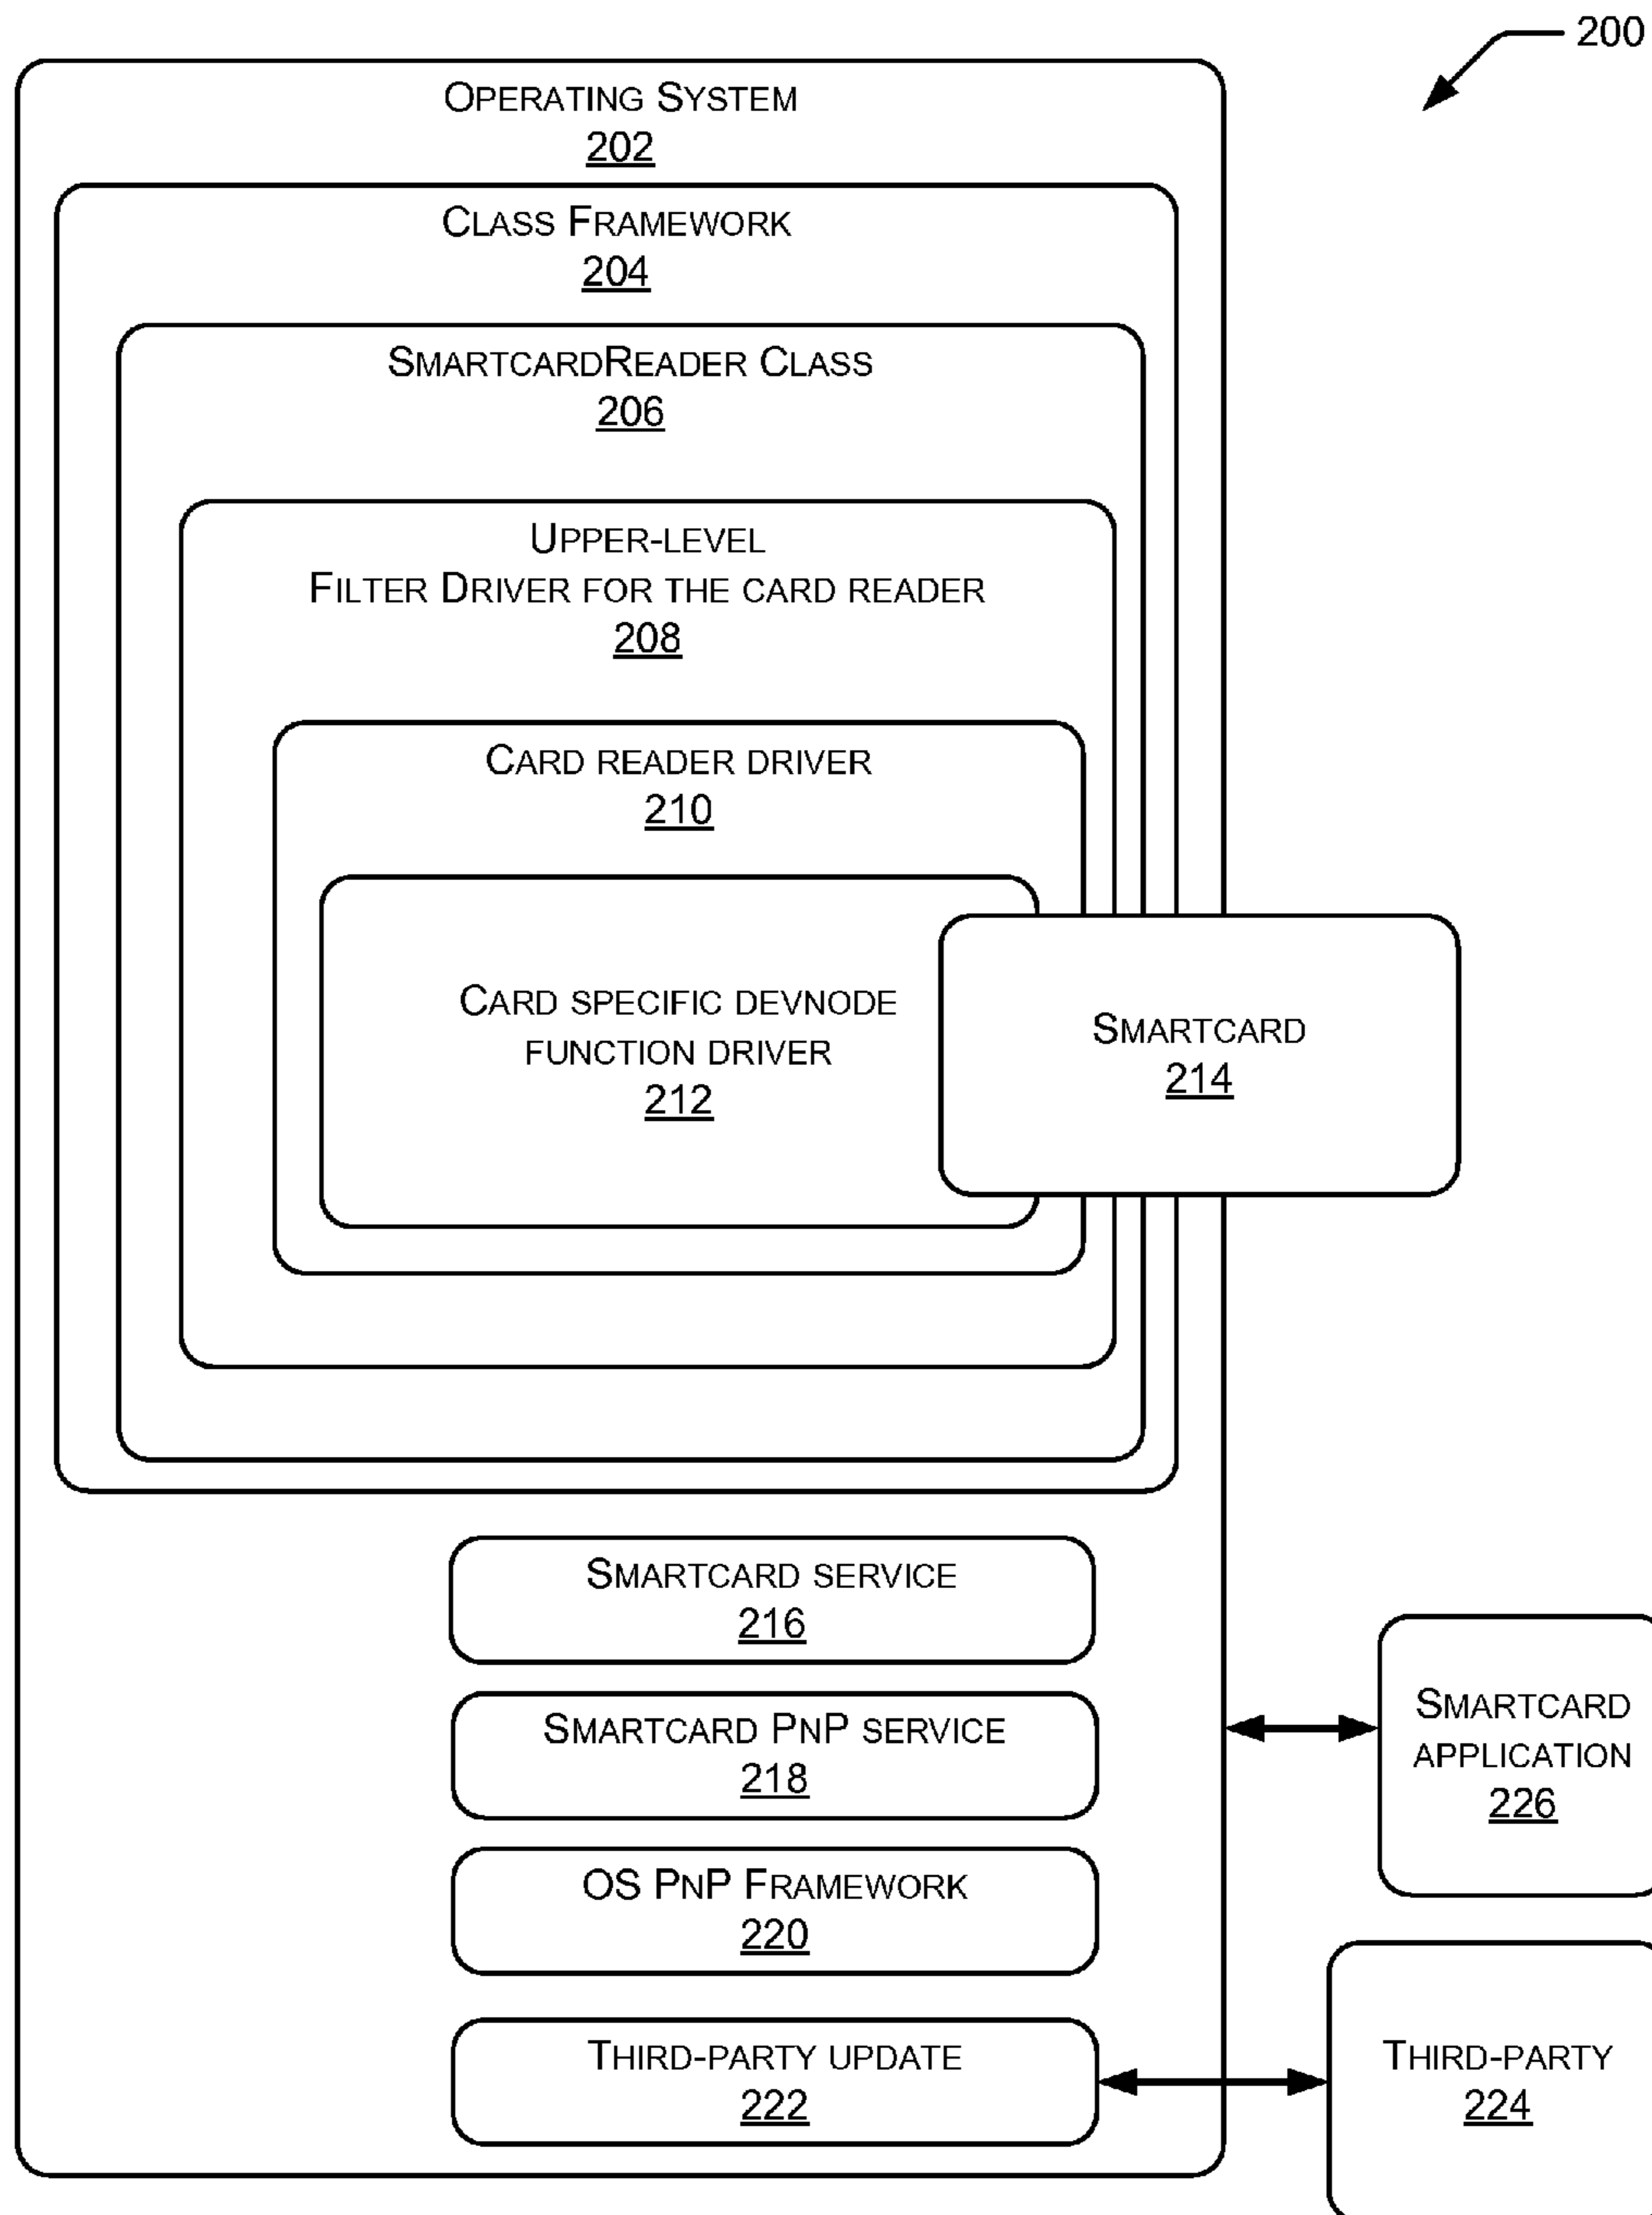 200
OPERATING SYSTEM
202
CLASS FRAMEWORK
204
SMARTCARDREADER CLASS
206
UPPER-LEVEL
FILTER DRIVER FOR THE CARD READER
208
CARD READER DRIVER
210
CARD SPECIFIC DEVNODE
FUNCTION DRIVER
212
SMARTCARD
214
SMARTCARD SERVICE
216
SMARTCARD PNP SERVICE
218
OS PNP FRAMEWORK
220
THIRD-PARTY UPDATE
222
SMARTCARD
APPLICATION
226
THIRD-PARTY
224